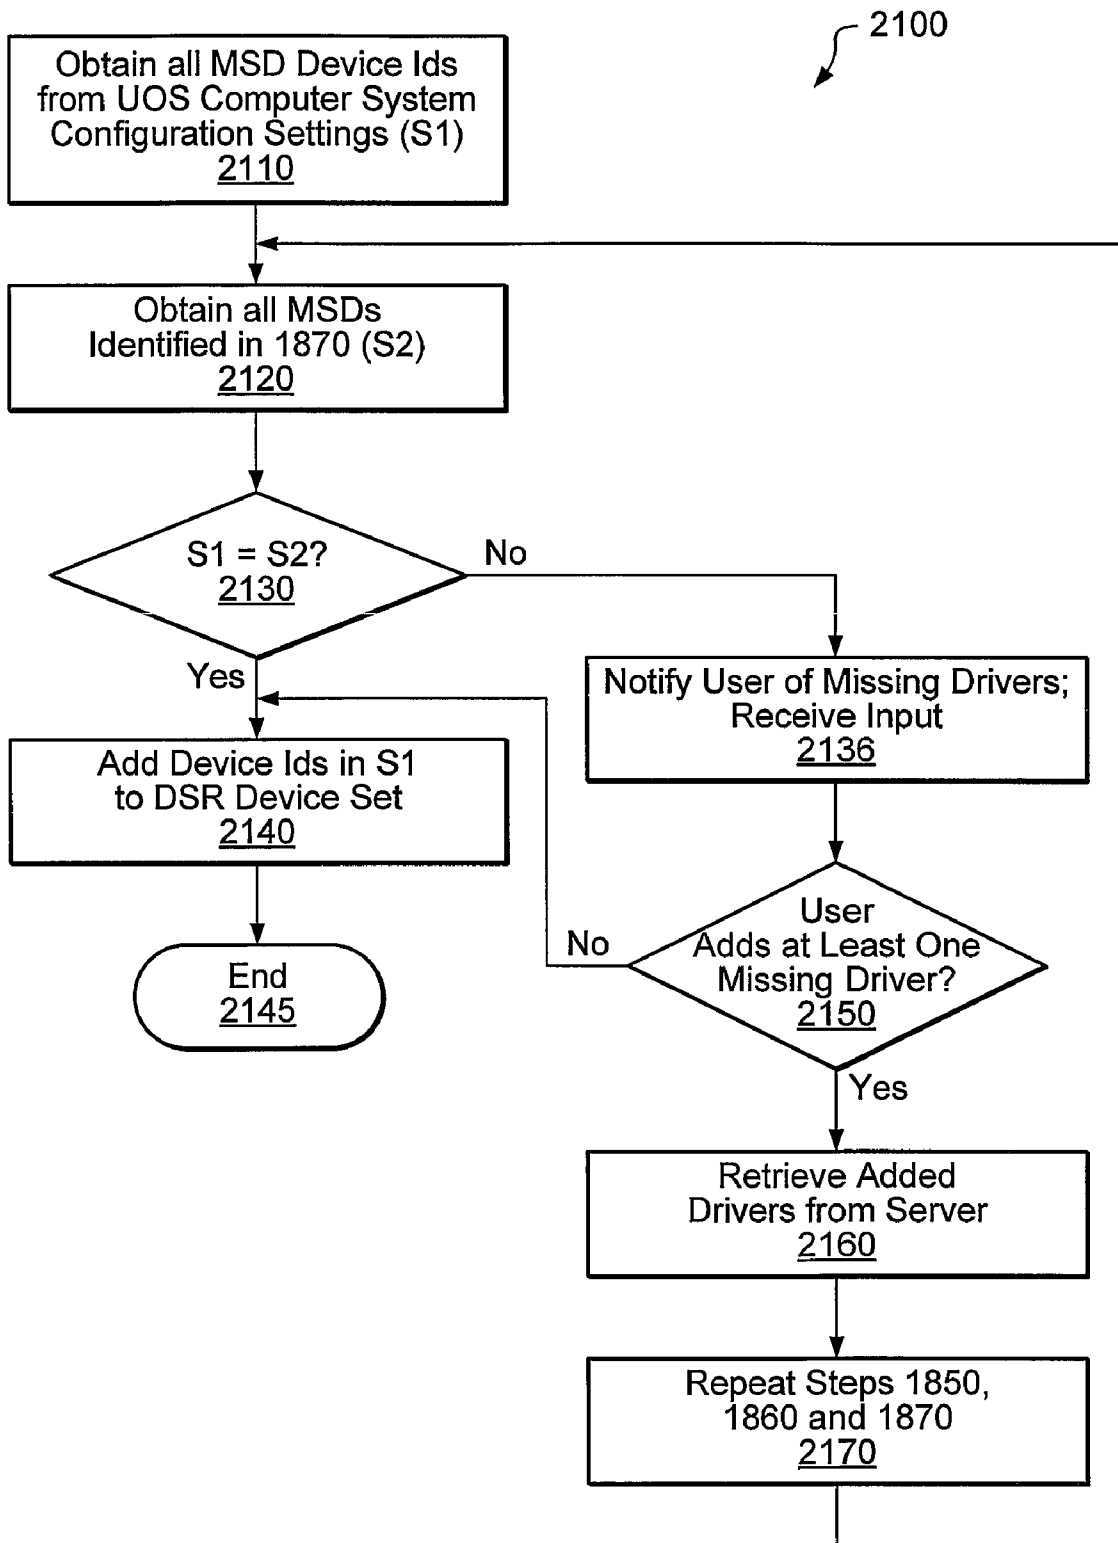 2100
Obtain all MSD Device Ids
from UOS Computer System
Configuration Settings (S1)
2110
Obtain all MSDs
Identified in 1870 (S2)
2120
S1 = S2?
2130
No
Yes
Notify User of Missing Drivers;
Receive Input
2136
Add Device Ids in S1
to DSR Device Set
2140
User
Adds at Least One
Missing Driver?
2150
No
End
2145
Yes
Retrieve Added
Drivers from Server
2160
Repeat Steps 1850,
1860 and 1870
2170